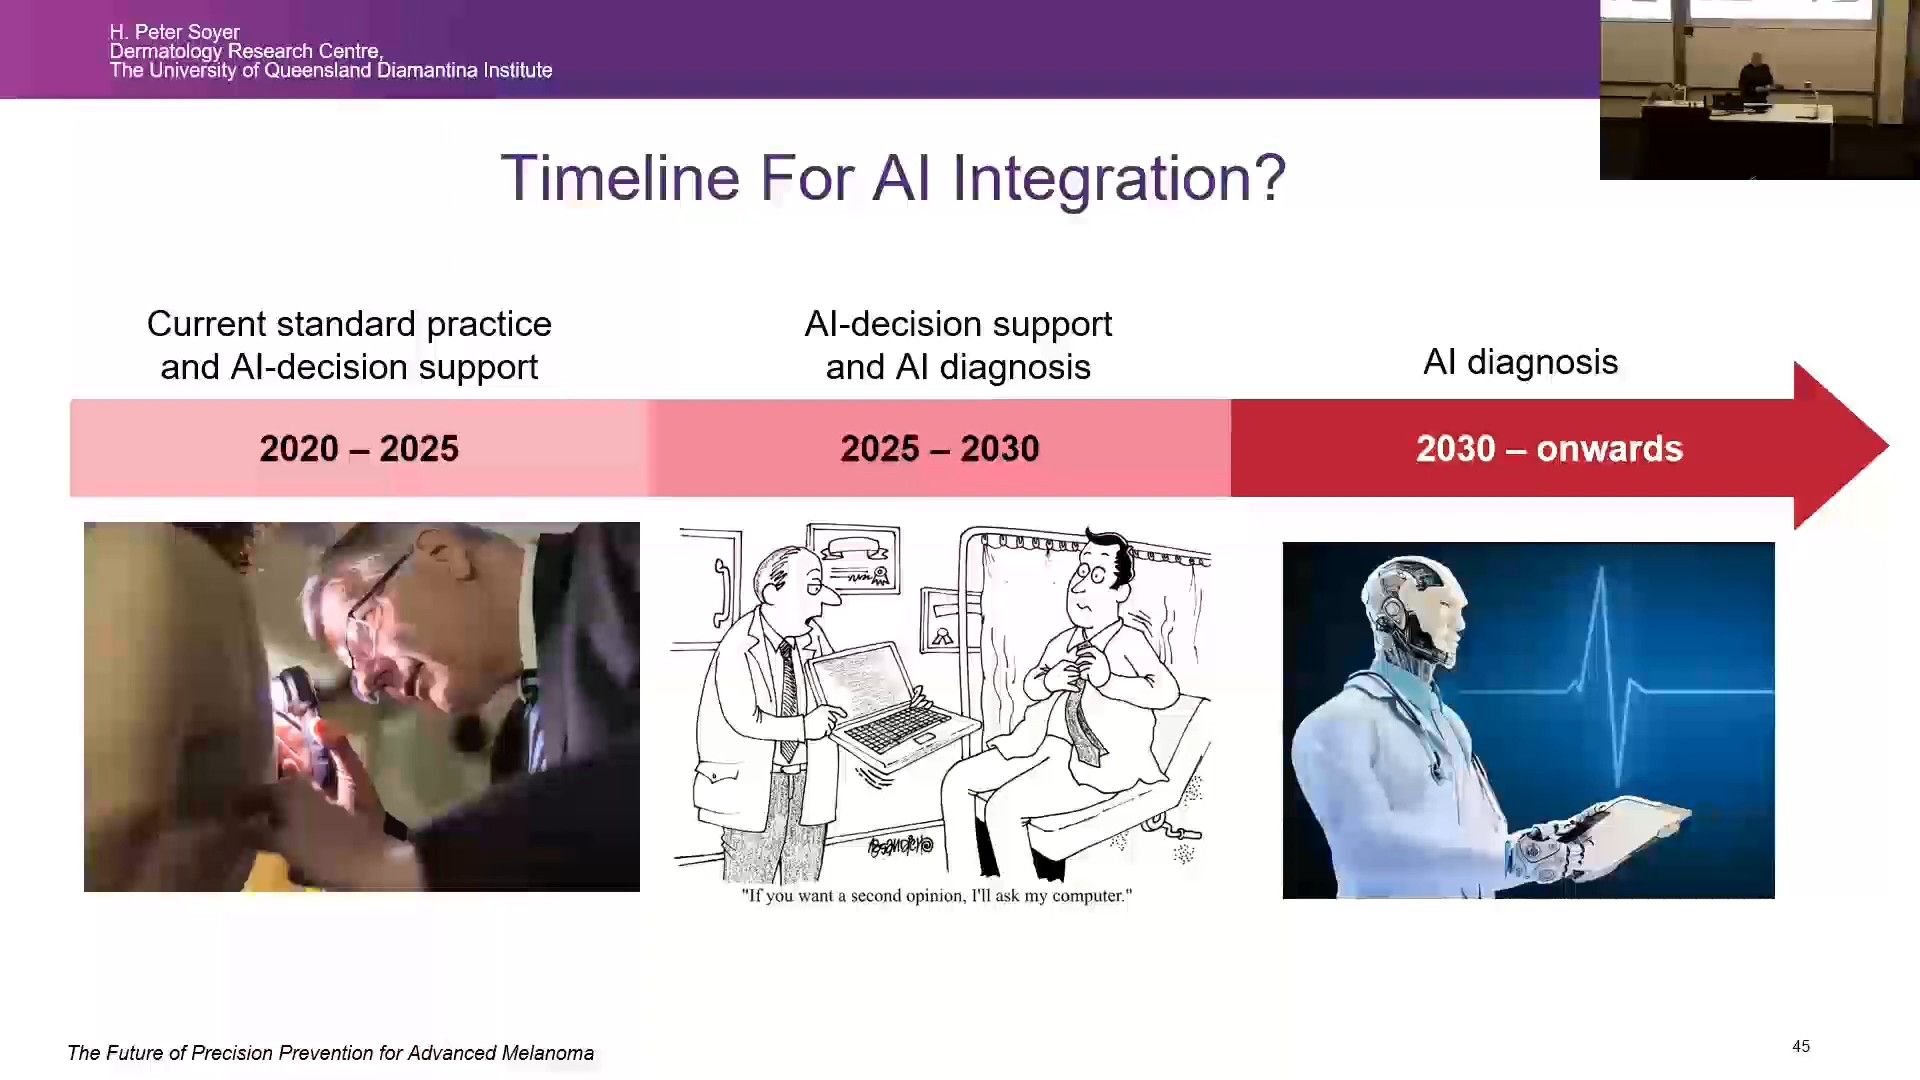 H. Peter Soyer
Dermatology Research Centre,
The University of Queensland Diamantina Institute
Timeline For AI Integration?
Current standard practice
and AI-decision support
AI-decision support
and AI diagnosis
AI diagnosis
2020 – 2025
2025 – 2030
2030 – onwards
"If you want a second opinion, I'll ask my computer."
The Future of Precision Prevention for Advanced Melanoma
45